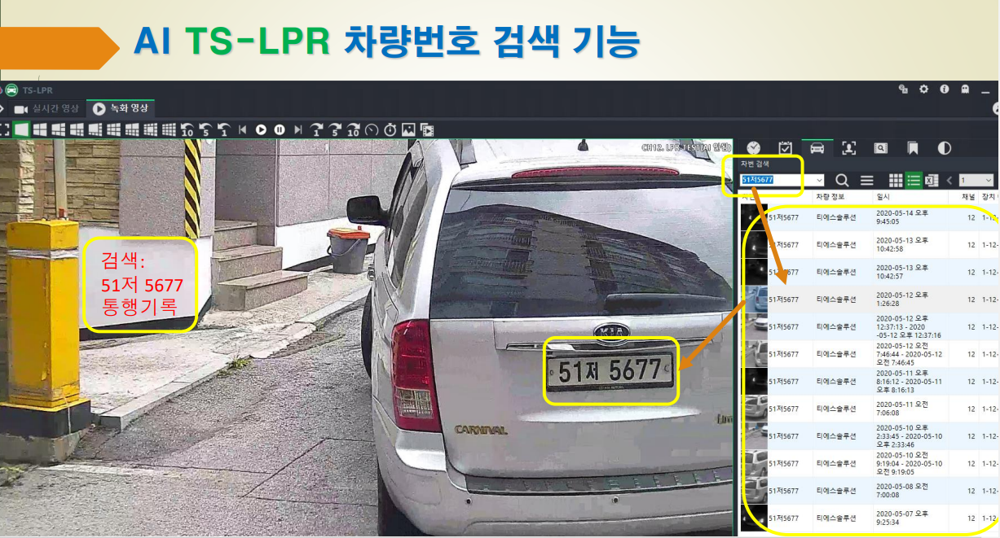 AI TS-LPR 차량번호 검색 기능
TS-LPR
실시간 영상
녹화 영상
10 5 1
1 5 10
CH12. LPR TEST(AI 안됨)
차번 검색
51저5677
1
차량 정보 일시 채널 장치
검색:
51저 5677
통행기록
KIA
51저 5677
CARNIVAL
51저5677 티에스솔루션 2020-05-14 오후
9:45:05 12 1-12-
51저5677 티에스솔루션 2020-05-13 오후
10:42:58 12 1-12-
5677 티에스솔루션 2020-05-13 오후
10:42:57 12 1-12-
51저5677 티에스솔루션 2020-05-12 오후
1:26:28 12 1-12-
51저5677 티에스솔루션 2020-05-12 오후
12:37:13 - 2020
-05-12 오후 12:37:16 12 1-12-
51저5677 티에스솔루션 2020-05-12 오전
7:46:44 - 2020-05-12
오전 7:46:45 12 1-12-
51저5677 티에스솔루션 2020-05-11 오후
8:16:12 - 2020-05-11
오후 8:16:13 12 1-12-
51저5677 티에스솔루션 2020-05-11 오전
7:06:08 12 1-12-
51저5677 티에스솔루션 2020-05-10 오후
2:33:45 - 2020-05-10
오후 2:33:46 12 1-12-
51저5677 티에스솔루션 2020-05-10 오전
9:19:04 - 2020-05-10
오전 9:19:05 12 1-12-
51저5677 티에스솔루션 2020-05-08 오전
7:00:08 12 1-12-
51저5677 티에스솔루션 2020-05-07 오후
9:25:34 12 1-12